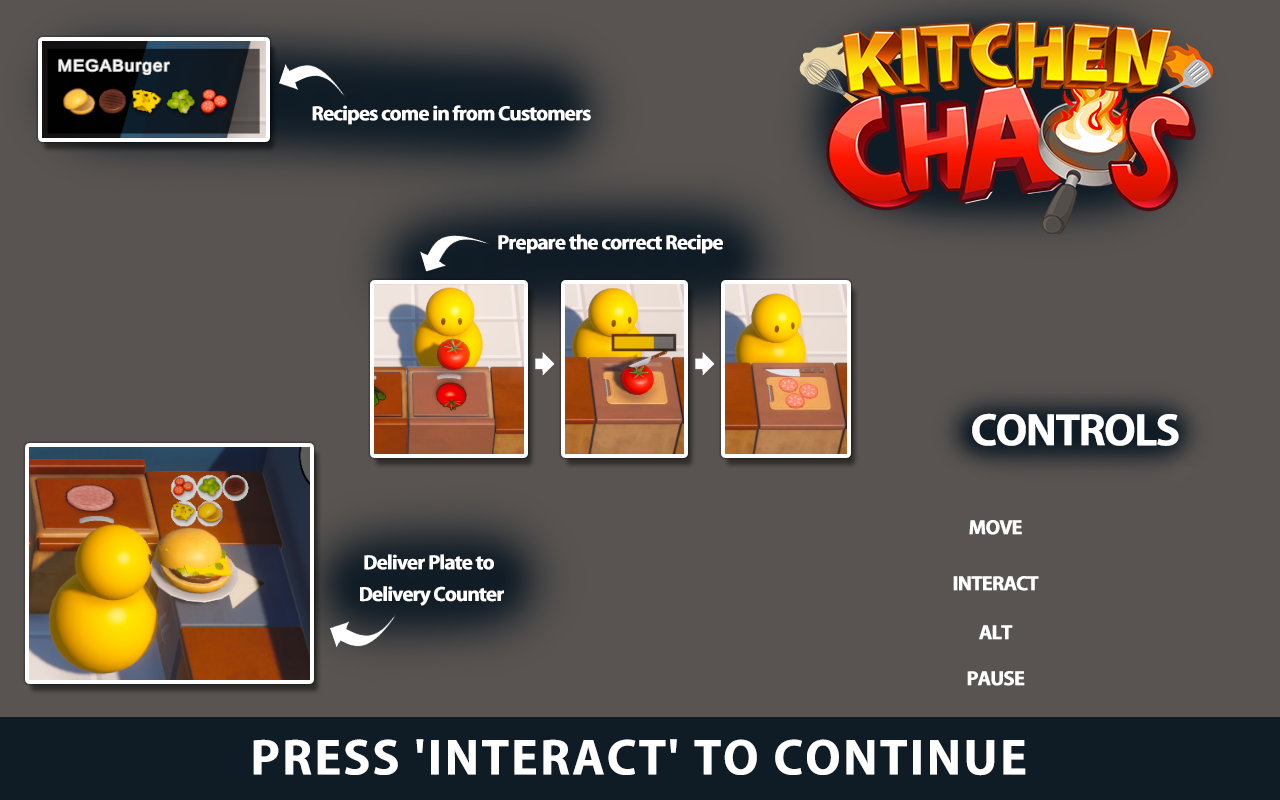 MEGABurger
Recipes come in from Customers
KITCHEN
CHAOS
Prepare the correct Recipe
Deliver Plate to
Delivery Counter
CONTROLS
MOVE
INTERACT
ALT
PAUSE
PRESS 'INTERACT' TO CONTINUE